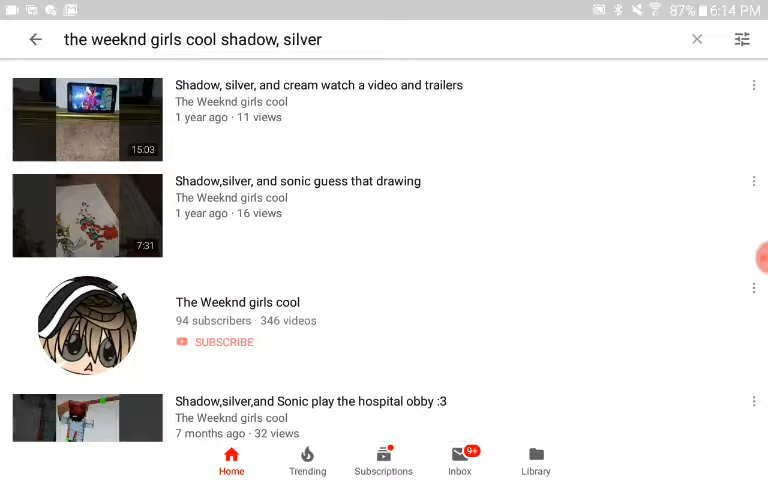 87% 6:14 PM
the weeknd girls cool shadow, silver
Shadow, silver, and cream watch a video and trailers
The Weeknd girls cool
1 year ago · 11 views
15:03
Shadow,silver, and sonic guess that drawing
The Weeknd girls cool
1 year ago · 16 views
7:31
The Weeknd girls cool
94 subscribers · 346 videos
SUBSCRIBE
Shadow,silver,and Sonic play the hospital obby :3
The Weeknd girls cool
7 months ago · 32 views
9+
Home Trending Subscriptions Inbox Library